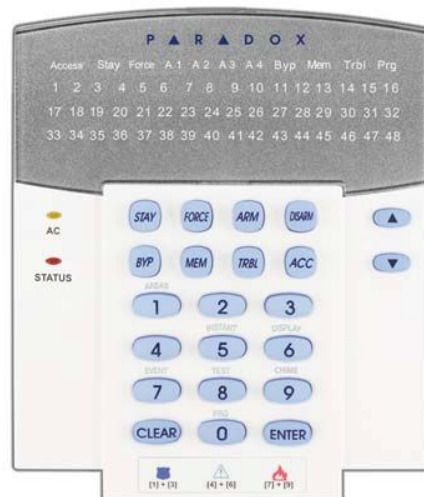 PARADOX
Access Stay Force A1 A2 A3 A4 Byp Mem Trbl Prg
1 2 3 4 5 6 7 8 9 10 11 12 13 14 15 16
17 18 19 20 21 22 23 24 25 26 27 28 29 30 31 32
33 34 35 36 37 38 39 40 41 42 43 44 45 46 47 48
STAY FORCE ARM DISARM
AC
BYP MEM TRBL ACC
STATUS
AREAS
1 2 3
INSTANT DISPLAY
4 5 6
EVENT TEST CHIME
7 8 9
PRG
CLEAR 0 ENTER
[1] + [3] [4] + [6] [7] + [9]